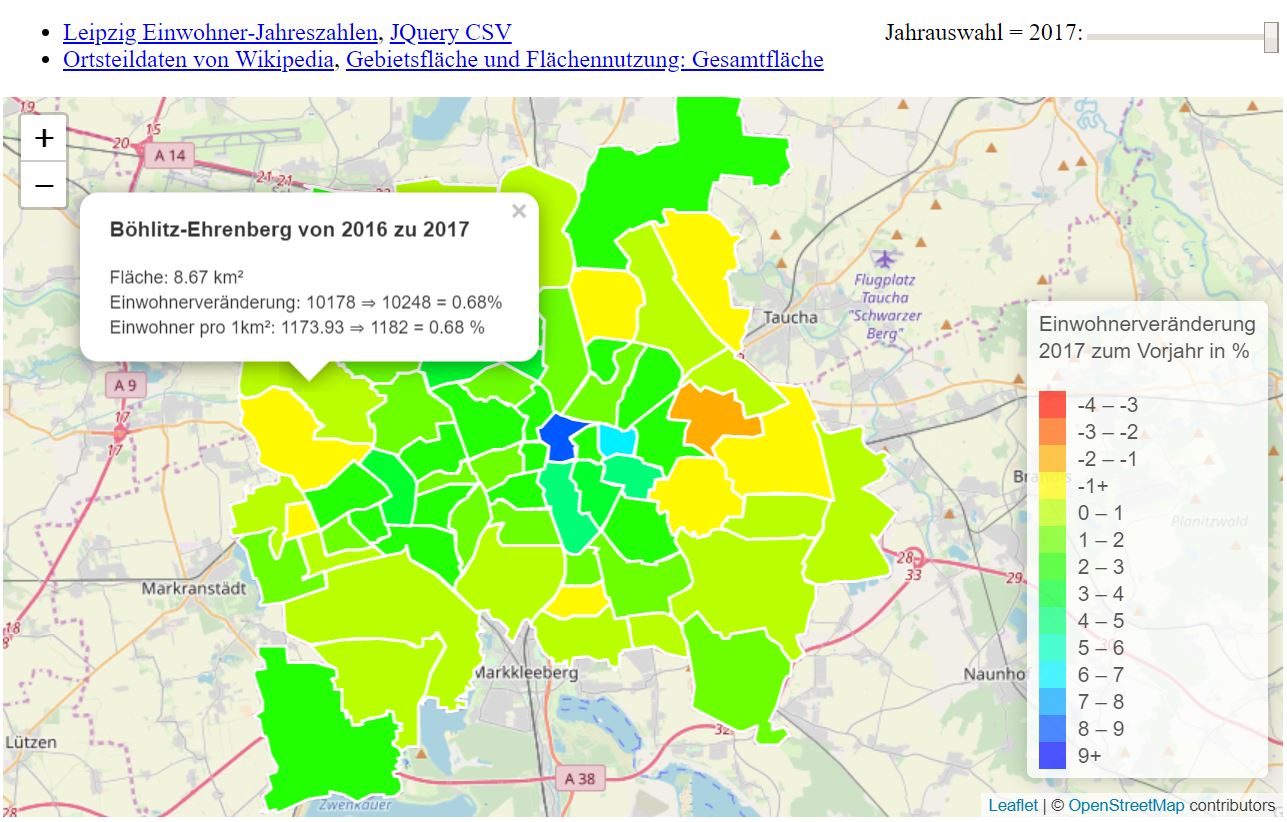 Leipzig Einwohner-Jahreszahlen, JQuery CSV
Jahrauswahl = 2017:
Ortsteildaten von Wikipedia, Gebietsfläche und Flächennutzung: Gesamtfläche
19
+
−
20
15
A 14
21
21
Böhlitz-Ehrenberg von 2016 zu 2017
×
Fläche: 8.67 km²
Einwohnerveränderung: 10178 ⇒ 10248 = 0.68%
Einwohner pro 1km²: 1173.93 ⇒ 1182 = 0.68 %
Flugplatz
Taucha
"Schwarzer
Berg"
Taucha
A 9
17
17
Einwohnerveränderung
2017 zum Vorjahr in %
-4 – -3
-3 – -2
-2 – -1
-1+
0 – 1
1 – 2
2 – 3
3 – 4
4 – 5
5 – 6
6 – 7
7 – 8
8 – 9
9+
Brandis
Planitzwald
28
33
29
Markranstädt
18
Markkleeberg
Naunho
Lützen
32
A 38
Zwenkauer
28
Leaflet | © OpenStreetMap contributors